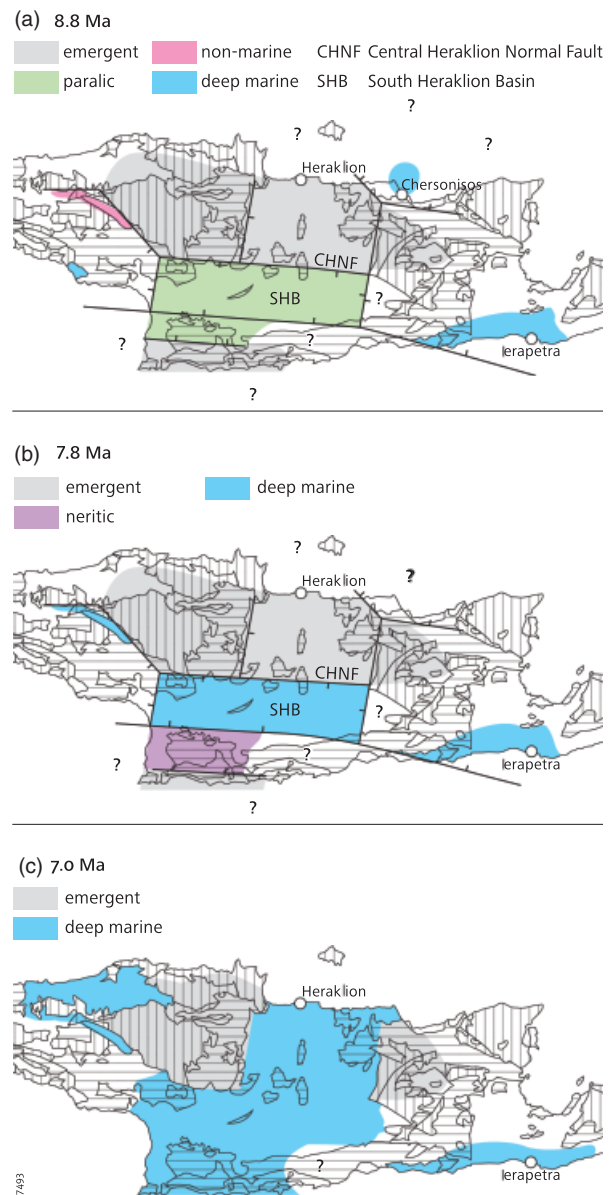 (a) 8.8 Ma
emergent non-marine CHNF Central Heraklion Normal Fault
paralic deep marine SHB South Heraklion Basin
?
? ?
Heraklion
Chersonisos
CHNF
SHB ?
? ?
Ierapetra
?
(b) 7.8 Ma
emergent deep marine
neritic
? ?
Heraklion
CHNF
SHB ?
?
? Ierapetra
?
(c) 7.0 Ma
emergent
deep marine
Heraklion
?
Ierapetra
7493